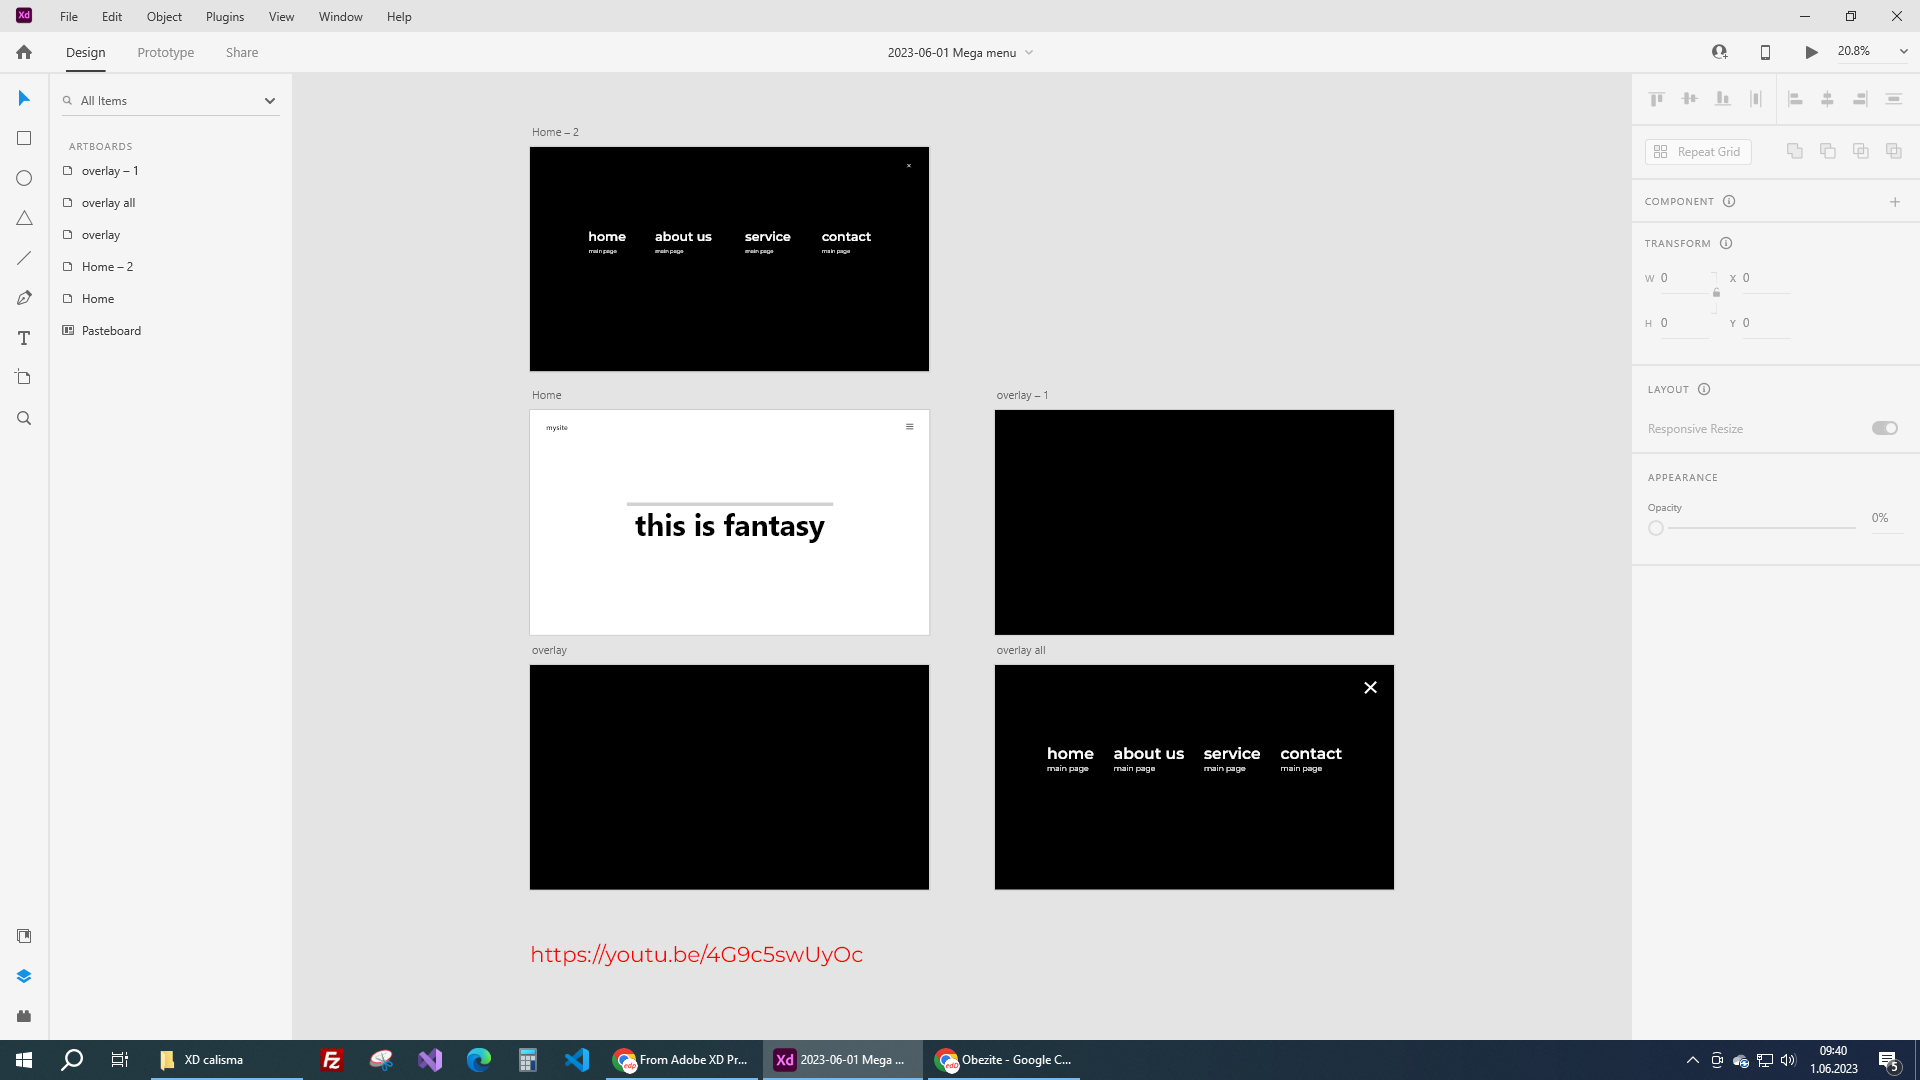 Xd File Edit Object Plugins View Window Help
Design Prototype Share 2023-06-01 Mega menu 20.8%
All Items
ARTBOARDS
overlay – 1
overlay all
overlay
Home – 2
Home
Pasteboard
Home – 2
×
home about us service contact
main page main page main page main page
Home
mysite
this is fantasy
overlay – 1
overlay
overlay all
home about us service contact
main page main page main page main page
https://youtu.be/4G9c5swUyOc
Repeat Grid
COMPONENT
TRANSFORM
W 0 X 0
H 0 Y 0
LAYOUT
Responsive Resize
APPEARANCE
Opacity
0%
XD calisma
Fz
From Adobe XD Pr...
Xd 2023-06-01 Mega ...
Obezite - Google C...
09:40
1.06.2023
5